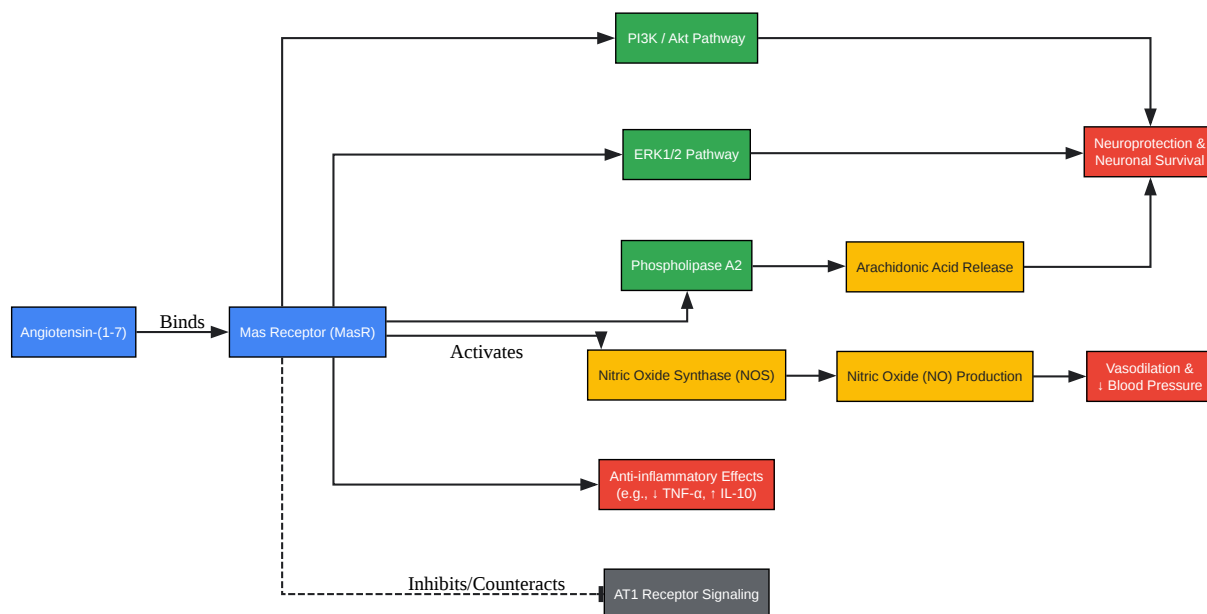 PI3K / Akt Pathway
ERK1/2 Pathway
Neuroprotection &
Neuronal Survival
Phospholipase A2
Arachidonic Acid Release
Angiotensin-(1-7)
Binds
Mas Receptor (MasR)
Activates
Nitric Oxide Synthase (NOS)
Nitric Oxide (NO) Production
Vasodilation &
↓ Blood Pressure
Anti-inflammatory Effects
(e.g., ↓ TNF-α, ↑ IL-10)
Inhibits/Counteracts
AT1 Receptor Signaling